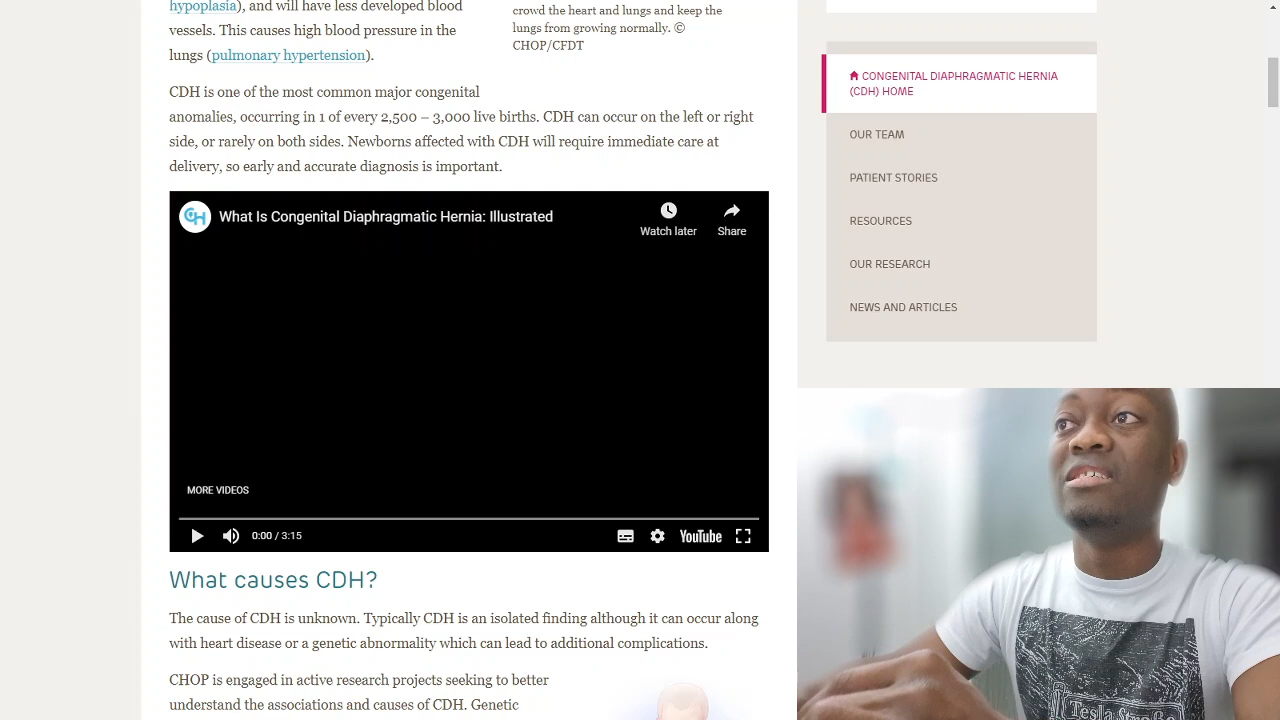 hypoplasia), and will have less developed blood
vessels. This causes high blood pressure in the
lungs (pulmonary hypertension).
crowd the heart and lungs and keep the
lungs from growing normally. ©
CHOP/CFDT
CDH is one of the most common major congenital
anomalies, occurring in 1 of every 2,500 – 3,000 live births. CDH can occur on the left or right
side, or rarely on both sides. Newborns affected with CDH will require immediate care at
delivery, so early and accurate diagnosis is important.
What Is Congenital Diaphragmatic Hernia: Illustrated
Watch later
Share
MORE VIDEOS
0:00 / 3:15
YouTube
What causes CDH?
The cause of CDH is unknown. Typically CDH is an isolated finding although it can occur along
with heart disease or a genetic abnormality which can lead to additional complications.
CHOP is engaged in active research projects seeking to better
understand the associations and causes of CDH. Genetic
CONGENITAL DIAPHRAGMATIC HERNIA
(CDH) HOME
OUR TEAM
PATIENT STORIES
RESOURCES
OUR RESEARCH
NEWS AND ARTICLES